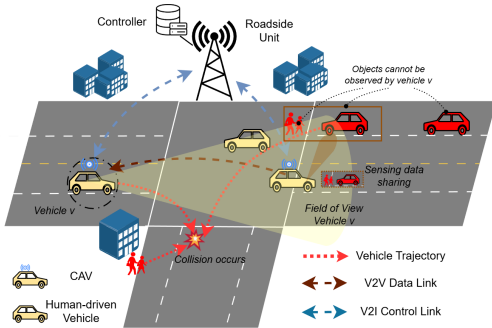 Controller
Roadside
Unit
Objects cannot be
observed by vehicle v
Sensing data
sharing
Vehicle v
Field of View
Vehicle v
Collision occurs
CAV
Human-driven
Vehicle
Vehicle Trajectory
V2V Data Link
V2I Control Link